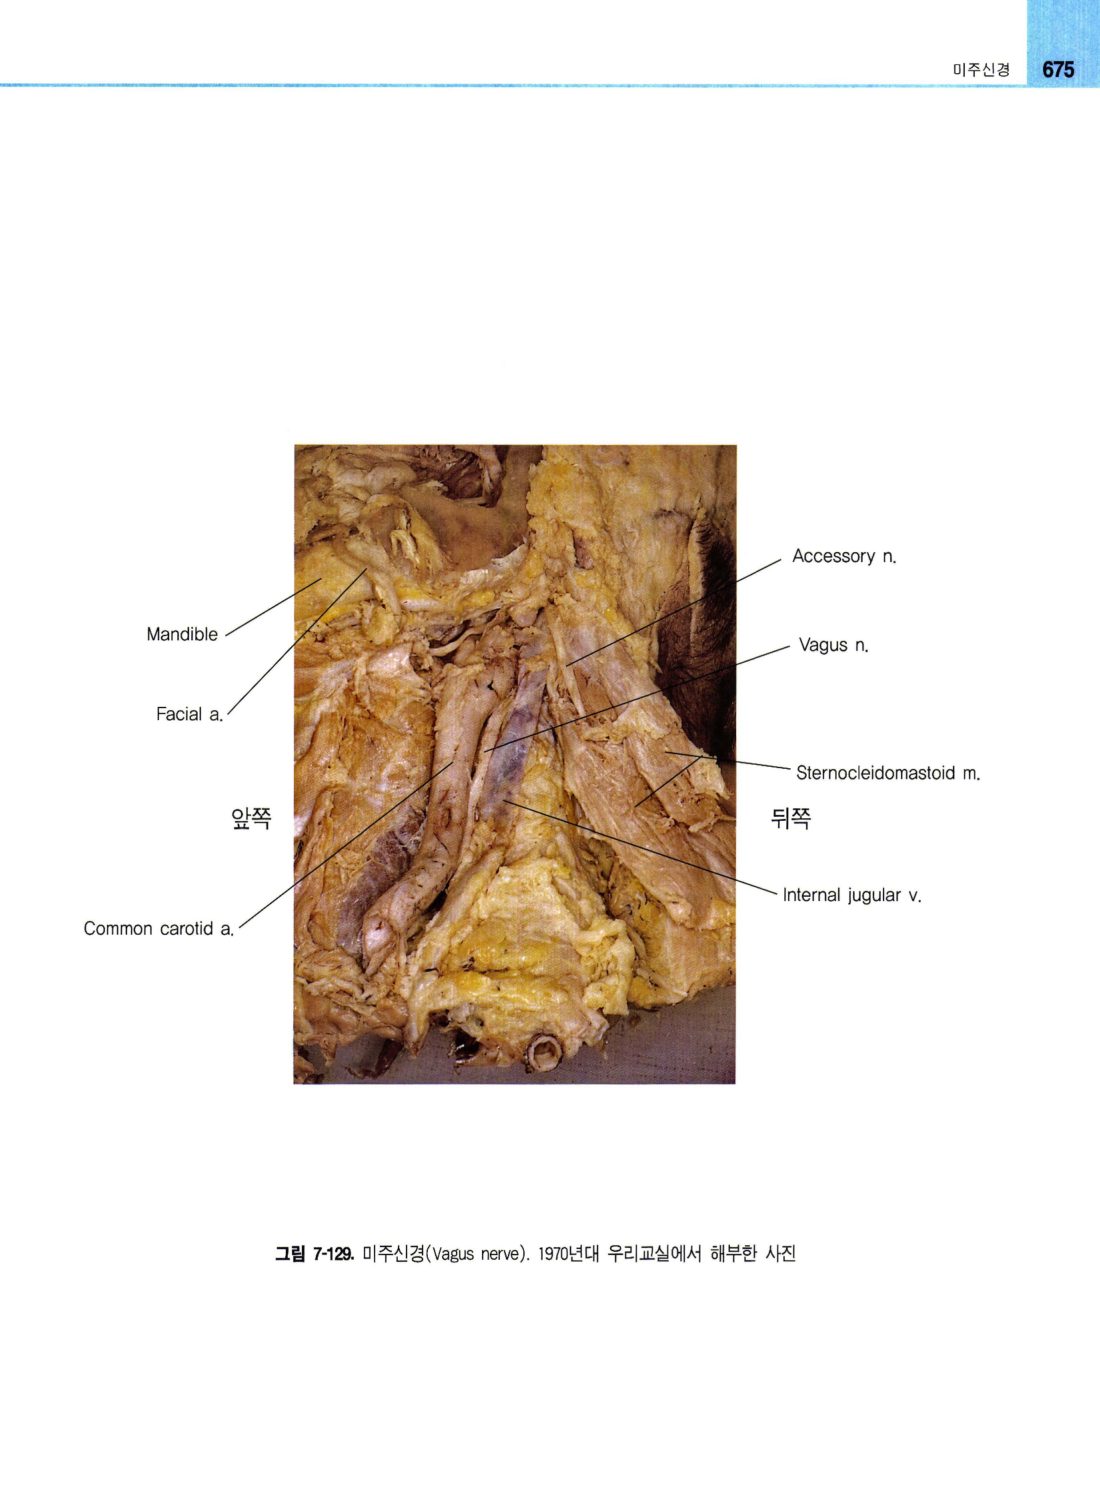 미주신경 675
Accessory n.
Mandible
Vagus n.
Facial a.
Sternocleidomastoid m.
앞쪽
뒤쪽
Internal jugular v.
Common carotid a.
그림 7-129. 미주신경(Vagus nerve). 1970년대 우리교실에서 해부한 사진